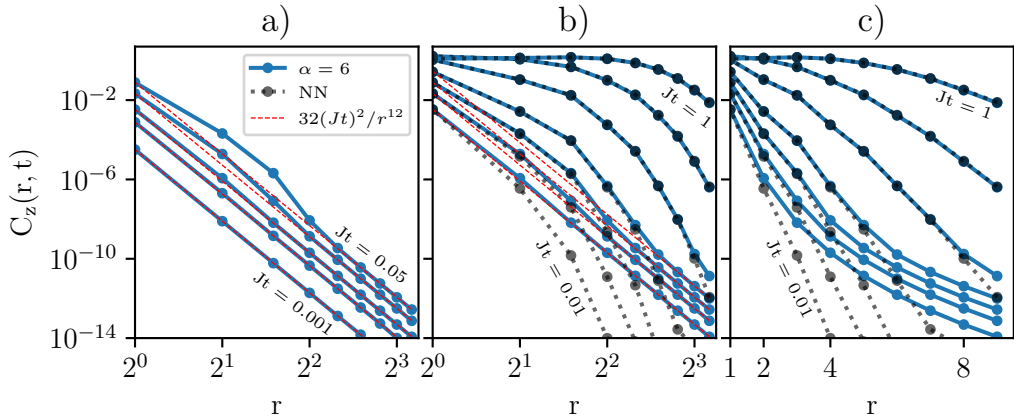 a)
b)
c)
C_z(r, t)
10⁻²
10⁻⁶
10⁻¹⁰
10⁻¹⁴
α = 6
NN
32(Jt)²/r¹²
Jt = 0.05
Jt = 0.001
2⁰
2¹
2²
2³
r
Jt = 1
Jt = 0.01
2⁰
2¹
2²
2³
r
Jt = 1
Jt = 0.01
1
2
4
8
r